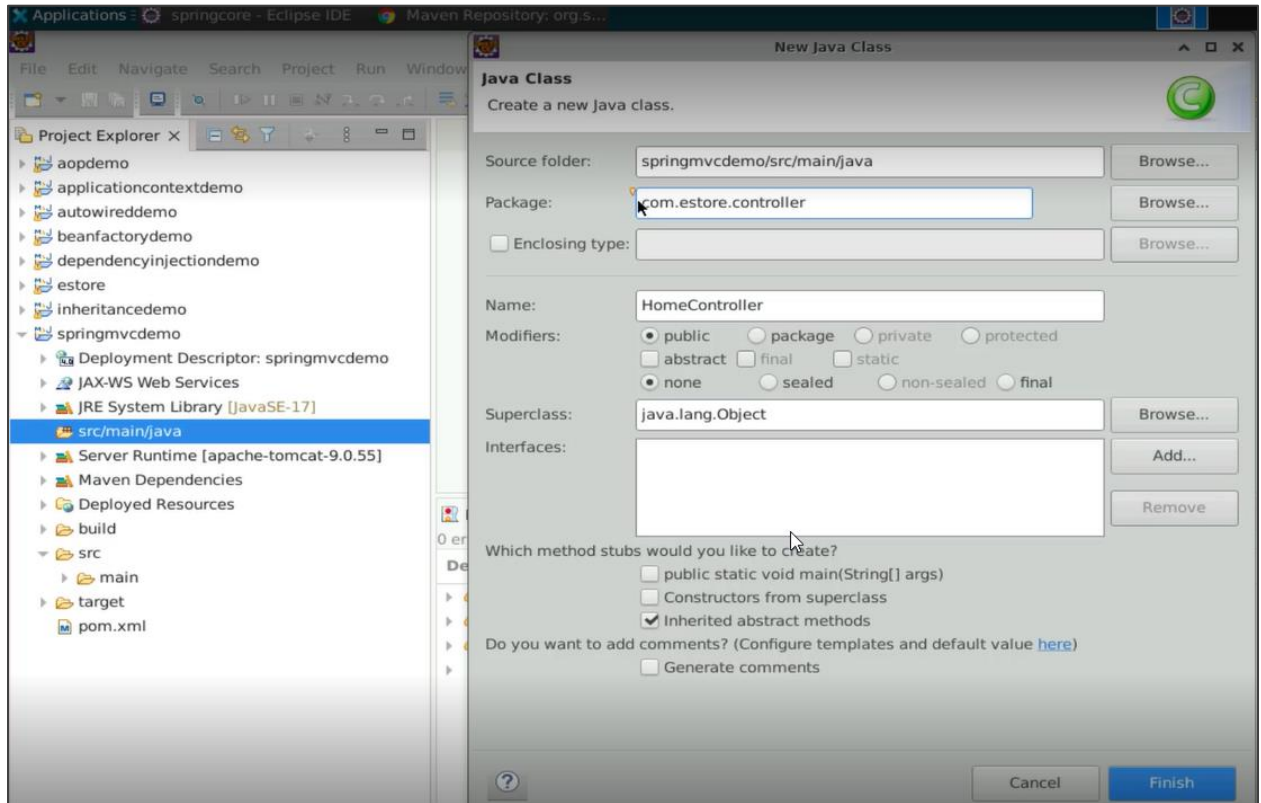 Applications : springcore - Eclipse IDE Maven Repository: org.s...
New Java Class
File Edit Navigate Search Project Run Window
Java Class
Create a new Java class.
Project Explorer
aopdemo
applicationcontextdemo
autowireddemo
beanfactorydemo
dependencyinjectiondemo
estore
inheritancedemo
springmvcdemo
Deployment Descriptor: springmvcdemo
JAX-WS Web Services
JRE System Library [JavaSE-17]
src/main/java
Server Runtime [apache-tomcat-9.0.55]
Maven Dependencies
Deployed Resources
build
src
main
target
pom.xml
0 er
De
Source folder: springmvcdemo/src/main/java Browse...
Package: com.estore.controller Browse...
Enclosing type: Browse...
Name: HomeController
Modifiers: public package private protected
abstract final static
none sealed non-sealed final
Superclass: java.lang.Object Browse...
Interfaces: Add...
Remove
Which method stubs would you like to create?
public static void main(String[] args)
Constructors from superclass
Inherited abstract methods
Do you want to add comments? (Configure templates and default value here)
Generate comments
? Cancel Finish